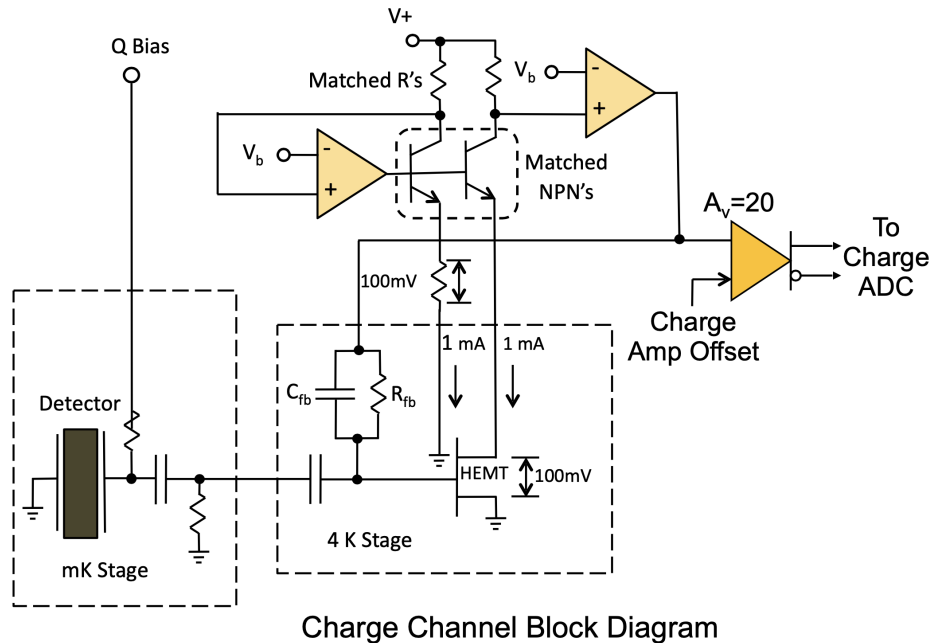 V+
Q Bias
Matched R's
V_b
-
+
V_b
-
+
Matched
NPN's
A_v=20
To
Charge
ADC
100mV
Charge
Amp Offset
1 mA
1 mA
C_fb
R_fb
Detector
HEMT
100mV
4 K Stage
mK Stage
Charge Channel Block Diagram